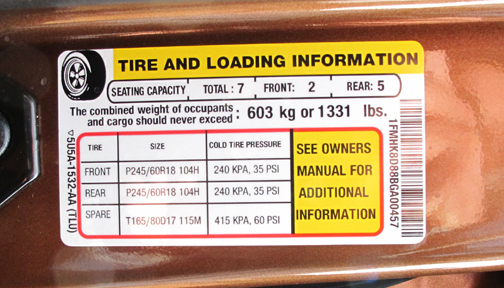 TIRE AND LOADING INFORMATION
SEATING CAPACITY TOTAL : 7 FRONT: 2 REAR: 5
The combined weight of occupants and cargo should never exceed : 603 kg or 1331 lbs.
TIRE SIZE COLD TIRE PRESSURE
FRONT P245/60R18 104H 240 KPA, 35 PSI
REAR P245/60R18 104H 240 KPA, 35 PSI
SPARE T165/80D17 115M 415 KPA, 60 PSI
SEE OWNERS
MANUAL FOR
ADDITIONAL
INFORMATION
5U5A-1532-AA (TLU)
1FMHK8D88BGA00457